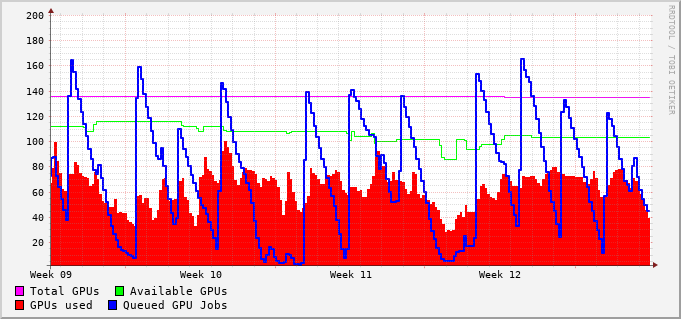 200
180
160
140
120
100
80
60
40
20
Week 09 Week 10 Week 11 Week 12
Total GPUs Available GPUs
GPUs used Queued GPU Jobs
RRDTOOL / TOBI OETIKER